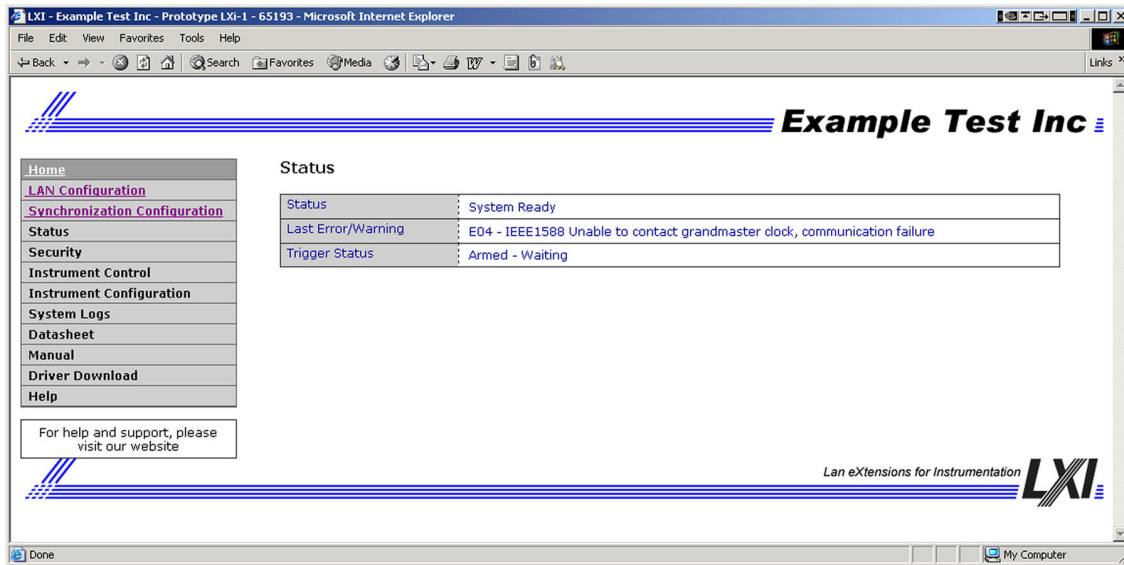 LXI - Example Test Inc - Prototype LXi-1 - 65193 - Microsoft Internet Explorer
File Edit View Favorites Tools Help
Back Search Favorites Media Links »
Example Test Inc
Home
LAN Configuration
Synchronization Configuration
Status
Security
Instrument Control
Instrument Configuration
System Logs
Datasheet
Manual
Driver Download
Help
For help and support, please
visit our website
Status
Status System Ready
Last Error/Warning E04 - IEEE1588 Unable to contact grandmaster clock, communication failure
Trigger Status Armed - Waiting
Lan eXtensions for Instrumentation LXI
Done My Computer